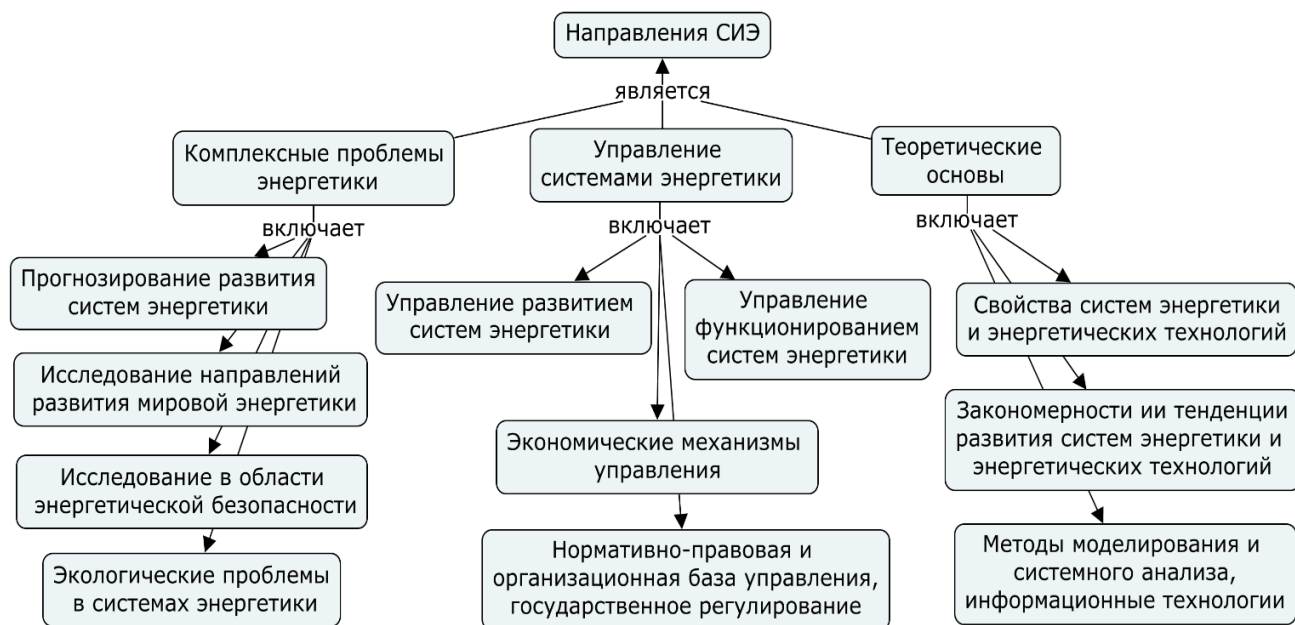 Направления СИЭ
является
Комплексные проблемы
энергетики
Управление
системами энергетики
Теоретические
основы
включает
включает
включает
Прогнозирование развития
систем энергетики
Исследование направлений
развития мировой энергетики
Исследование в области
энергетической безопасности
Экологические проблемы
в системах энергетики
Управление развитием
систем энергетики
Управление
функционированием
систем энергетики
Экономические механизмы
управления
Нормативно-правовая и
организационная база управления,
государственное регулирование
Свойства систем энергетики
и энергетических технологий
Закономерности ии тенденции
развития систем энергетики и
энергетических технологий
Методы моделирования и
системного анализа,
информационные технологии